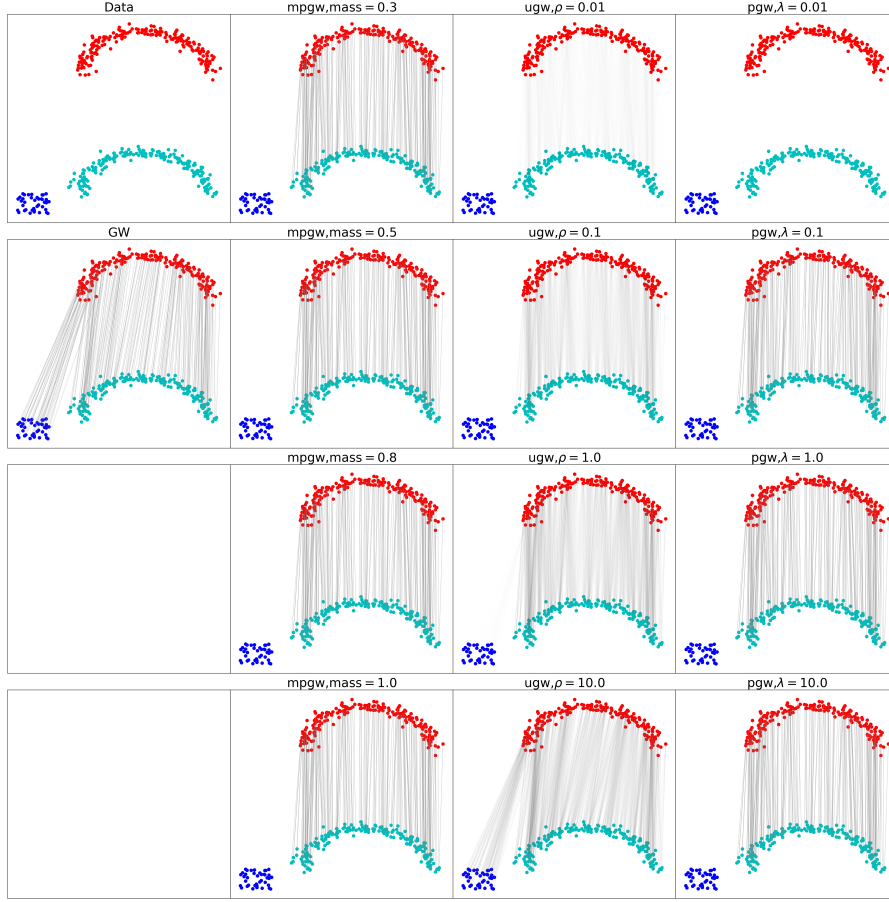 Data
mpgw,mass = 0.3
ugw,ρ = 0.01
pgw,λ = 0.01
GW
mpgw,mass = 0.5
ugw,ρ = 0.1
pgw,λ = 0.1
mpgw,mass = 0.8
ugw,ρ = 1.0
pgw,λ = 1.0
mpgw,mass = 1.0
ugw,ρ = 10.0
pgw,λ = 10.0